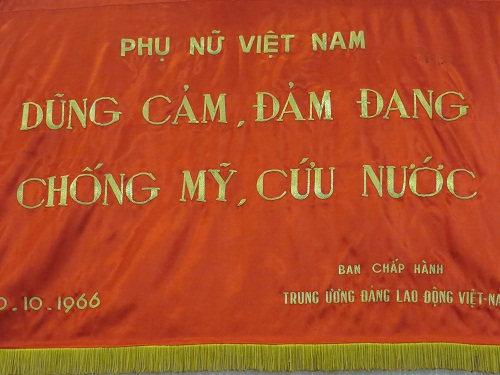 PHỤ NỮ VIỆT NAM
DŨNG CẢM, ĐẢM ĐANG
CHỐNG MỸ, CỨU NƯỚC
BAN CHẤP HÀNH
.10.1966
TRUNG ƯƠNG ĐẢNG LAO ĐỘNG VIỆT-NA